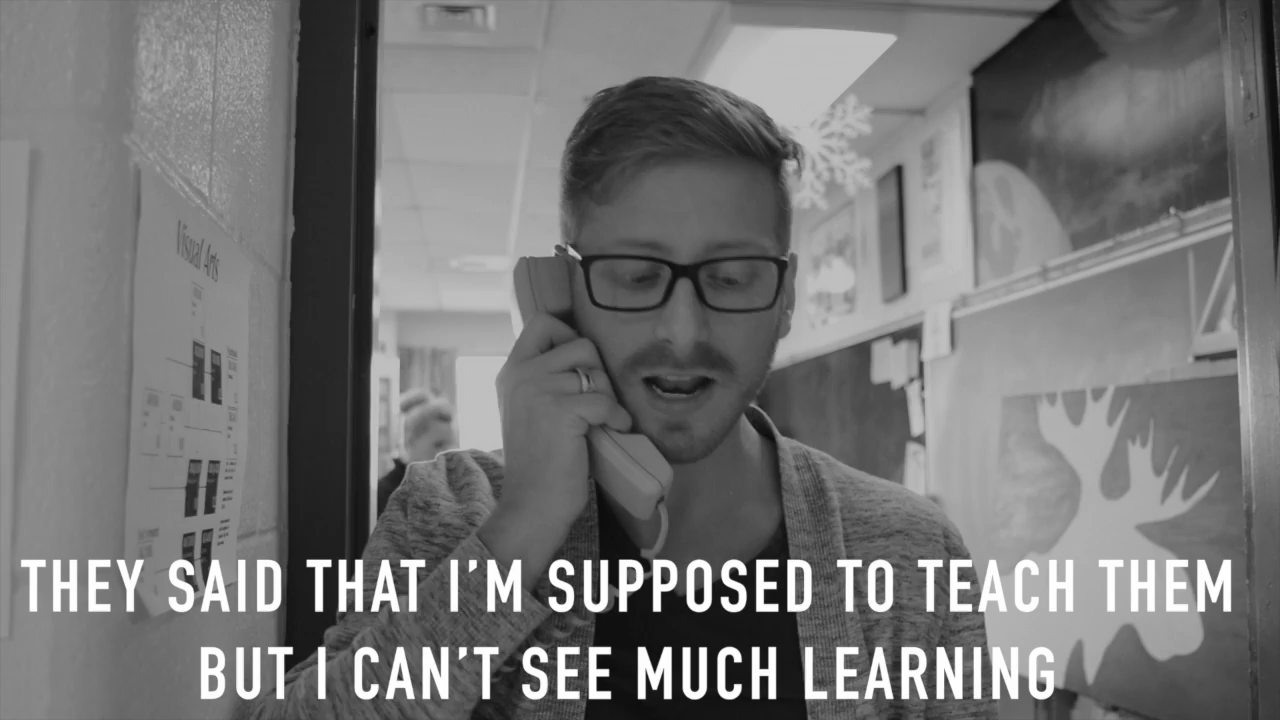 Visual Arts
THEY SAID THAT I'M SUPPOSED TO TEACH THEM
BUT I CAN'T SEE MUCH LEARNING